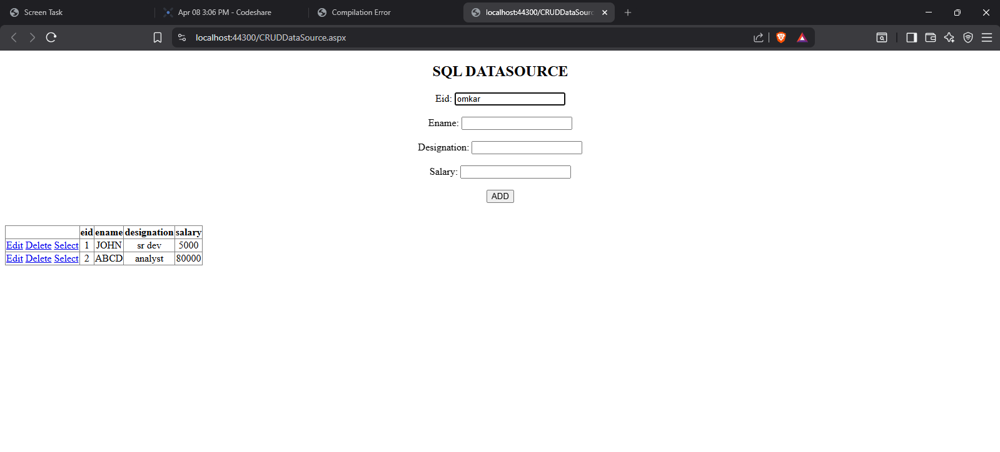 Screen Task
Apr 08 3:06 PM - Codeshare
Compilation Error
localhost:44300/CRUDDataSourc
localhost:44300/CRUDDataSource.aspx
SQL DATASOURCE
Eid: omkar
Ename:
Designation:
Salary:
ADD
eid ename designation salary
Edit Delete Select 1 JOHN sr dev 5000
Edit Delete Select 2 ABCD analyst 80000